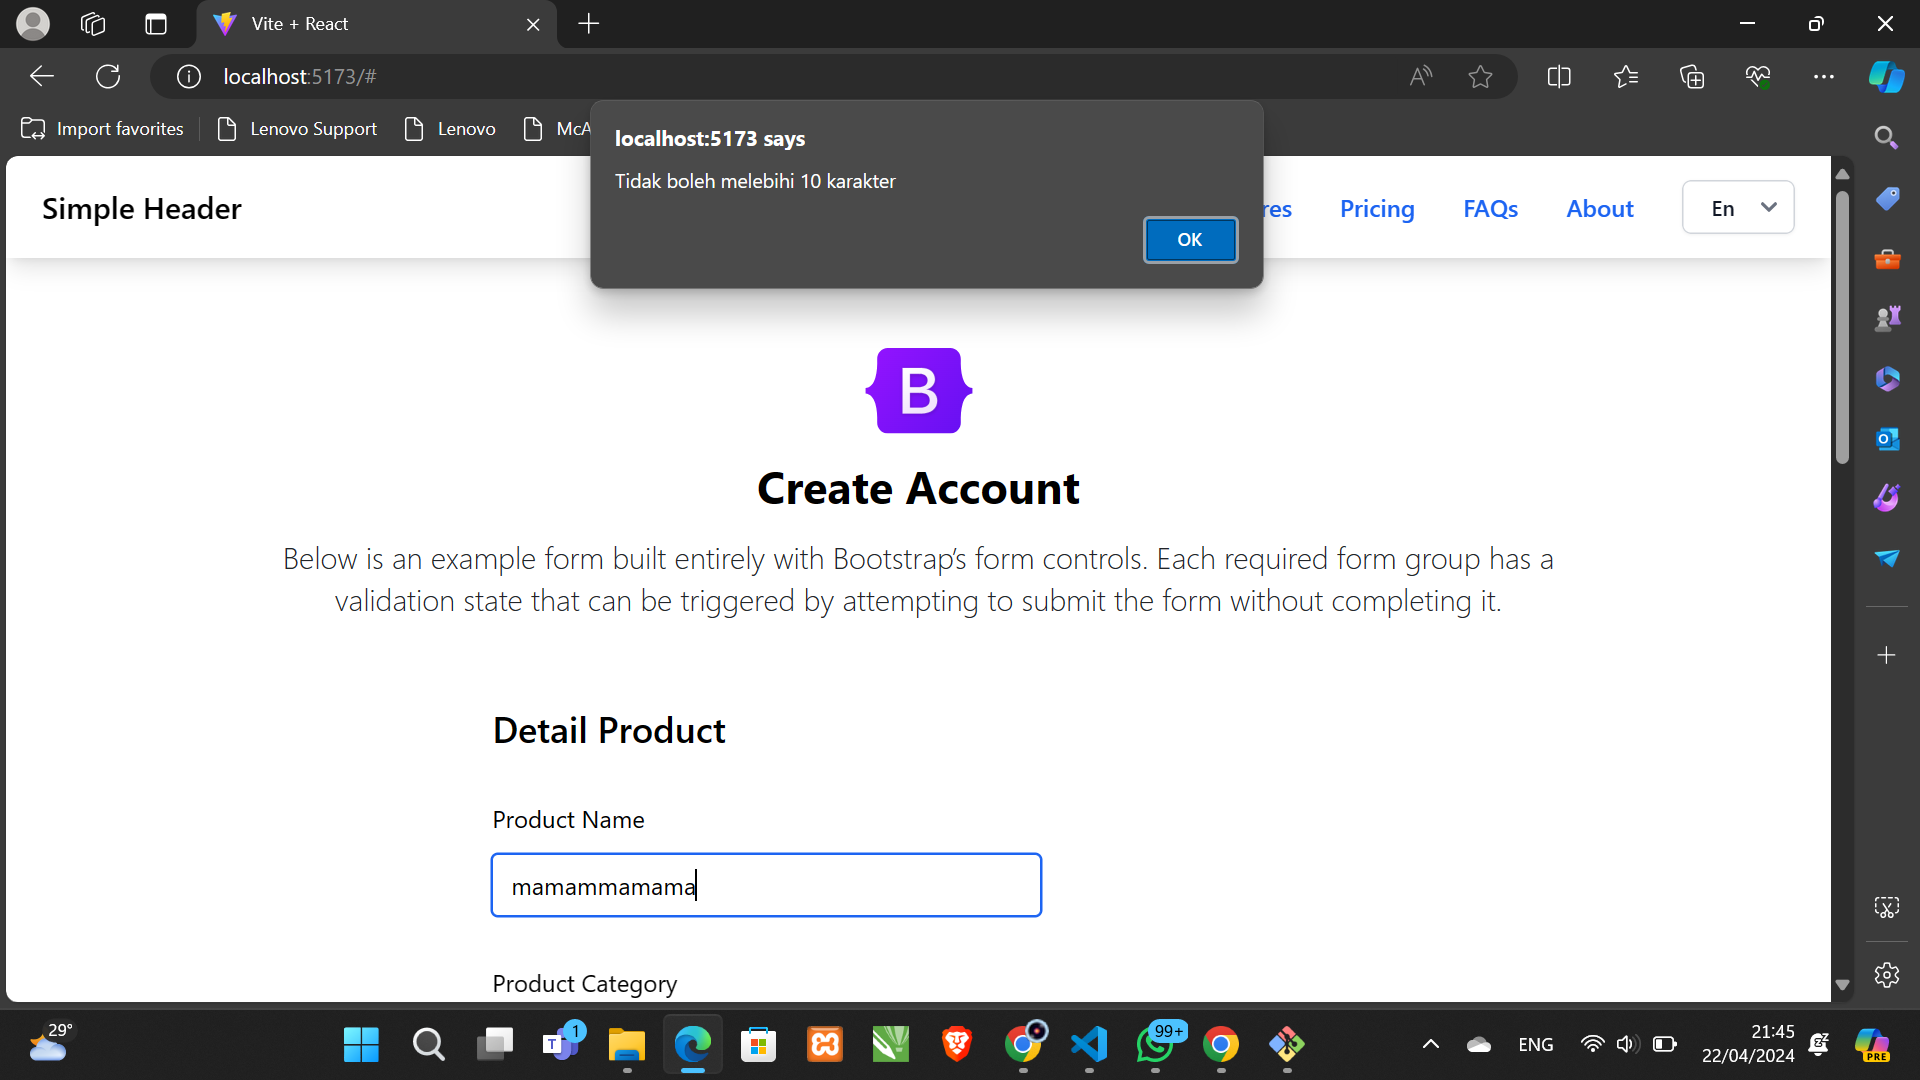 Vite + React
localhost:5173/#
Import favorites
Lenovo Support
Lenovo
McA
localhost:5173 says
Tidak boleh melebihi 10 karakter
OK
Simple Header
res
Pricing
FAQs
About
En
B
Create Account
Below is an example form built entirely with Bootstrap’s form controls. Each required form group has a
validation state that can be triggered by attempting to submit the form without completing it.
Detail Product
Product Name
mamammamama
Product Category
29°
1
99+
ENG
21:45
22/04/2024
PRE